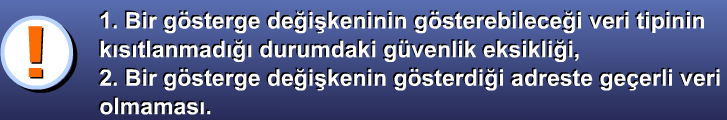 1. Bir gösterge değişkeninin gösterebileceği veri tipinin
kısıtlanmadığı durumdaki güvenlik eksikliği,
2. Bir gösterge değişkenin gösterdiği adreste geçerli veri
olmaması.